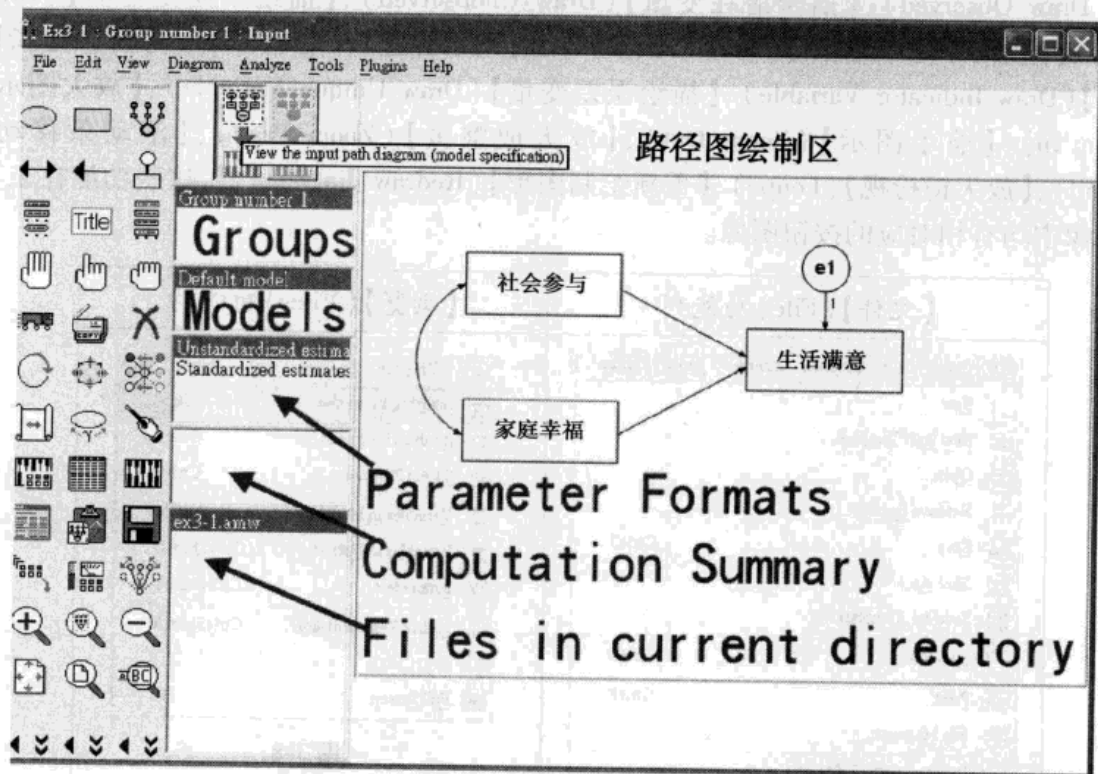 Ex3-1 : Group number 1 : Input
File Edit View Diagram Analyze Tools Plugins Help
View the input path diagram (model specification)
路径图绘制区
Title
Group number 1
Groups
Default model
Models
Unstandardized estima
Standardized estimates
社会参与
e1
1
生活满意
家庭幸福
Parameter Formats
Computation Summary
ex3-1.amw
Files in current directory
COPY
γ
BC